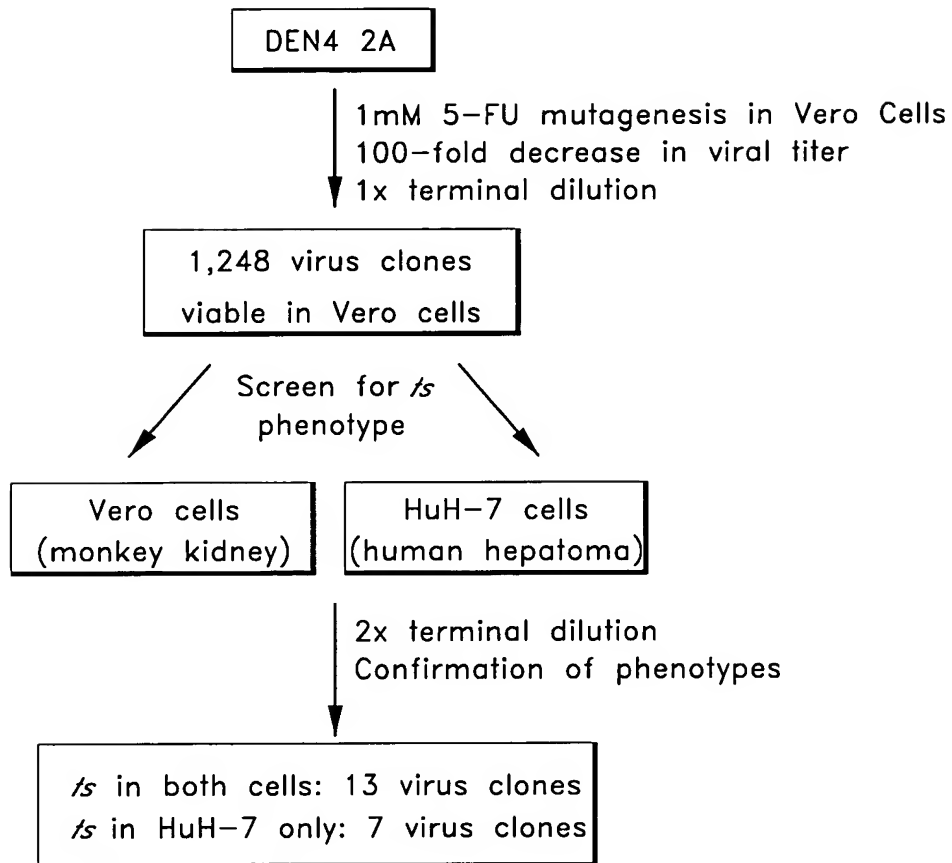 DEN4 2A
1mM 5-FU mutagenesis in Vero Cells
100-fold decrease in viral titer
1x terminal dilution
1,248 virus clones
viable in Vero cells
Screen for ts
phenotype
Vero cells
(monkey kidney)
HuH-7 cells
(human hepatoma)
2x terminal dilution
Confirmation of phenotypes
ts in both cells: 13 virus clones
ts in HuH-7 only: 7 virus clones